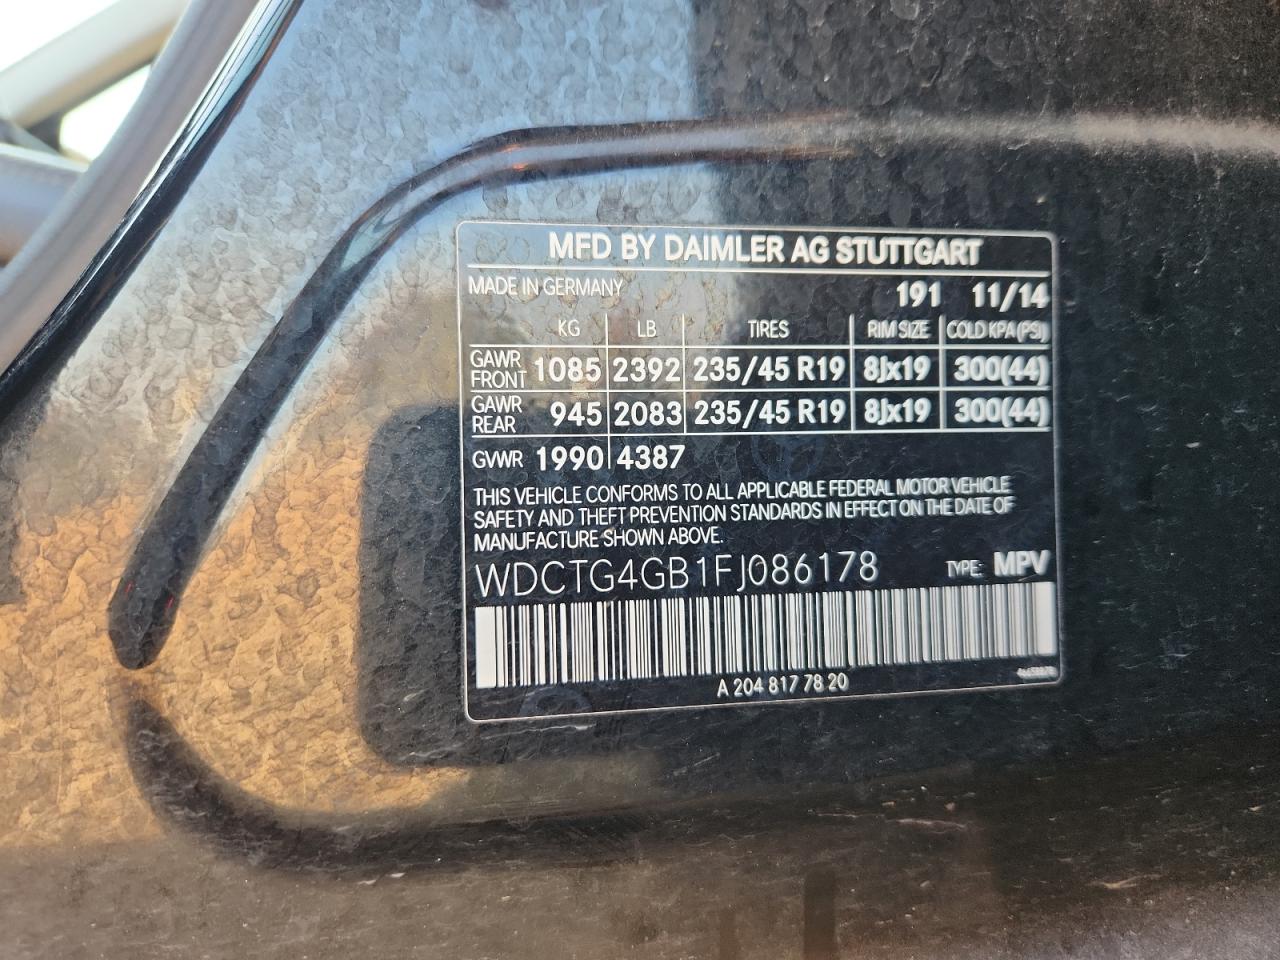 MFD BY DAIMLER AG STUTTGART
MADE IN GERMANY 191 11/14
KG LB TIRES RIM SIZE COLD KPA (PSI)
GAWR FRONT 1085 2392 235/45 R19 8Jx19 300(44)
GAWR REAR 945 2083 235/45 R19 8Jx19 300(44)
GVWR 1990 4387
THIS VEHICLE CONFORMS TO ALL APPLICABLE FEDERAL MOTOR VEHICLE
SAFETY AND THEFT PREVENTION STANDARDS IN EFFECT ON THE DATE OF
MANUFACTURE SHOWN ABOVE.
WDCTG4GB1FJ086178 TYPE: MPV
A 204 817 78 20